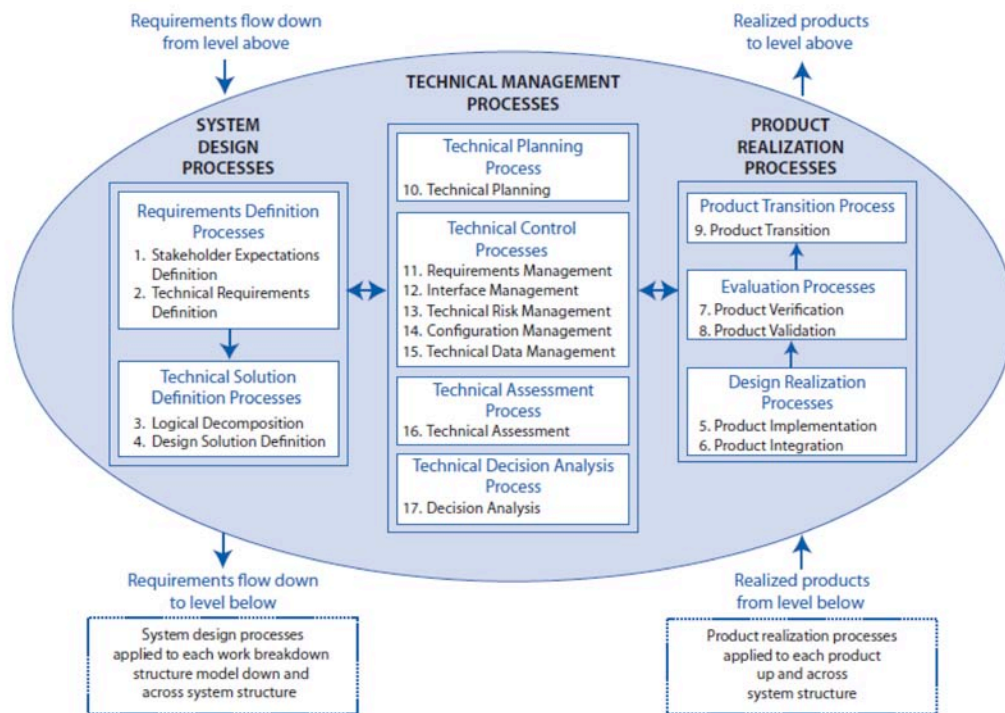 Requirements flow down
from level above
Realized products
to level above
TECHNICAL MANAGEMENT
PROCESSES
SYSTEM
DESIGN
PROCESSES
Requirements Definition
Processes
1. Stakeholder Expectations
Definition
2. Technical Requirements
Definition
Technical Solution
Definition Processes
3. Logical Decomposition
4. Design Solution Definition
Technical Planning
Process
10. Technical Planning
Technical Control
Processes
11. Requirements Management
12. Interface Management
13. Technical Risk Management
14. Configuration Management
15. Technical Data Management
Technical Assessment
Process
16. Technical Assessment
Technical Decision Analysis
Process
17. Decision Analysis
PRODUCT
REALIZATION
PROCESSES
Product Transition Process
9. Product Transition
Evaluation Processes
7. Product Verification
8. Product Validation
Design Realization
Processes
5. Product Implementation
6. Product Integration
Requirements flow down
to level below
System design processes
applied to each work breakdown
structure model down and
across system structure
Realized products
from level below
Product realization processes
applied to each product
up and across
system structure